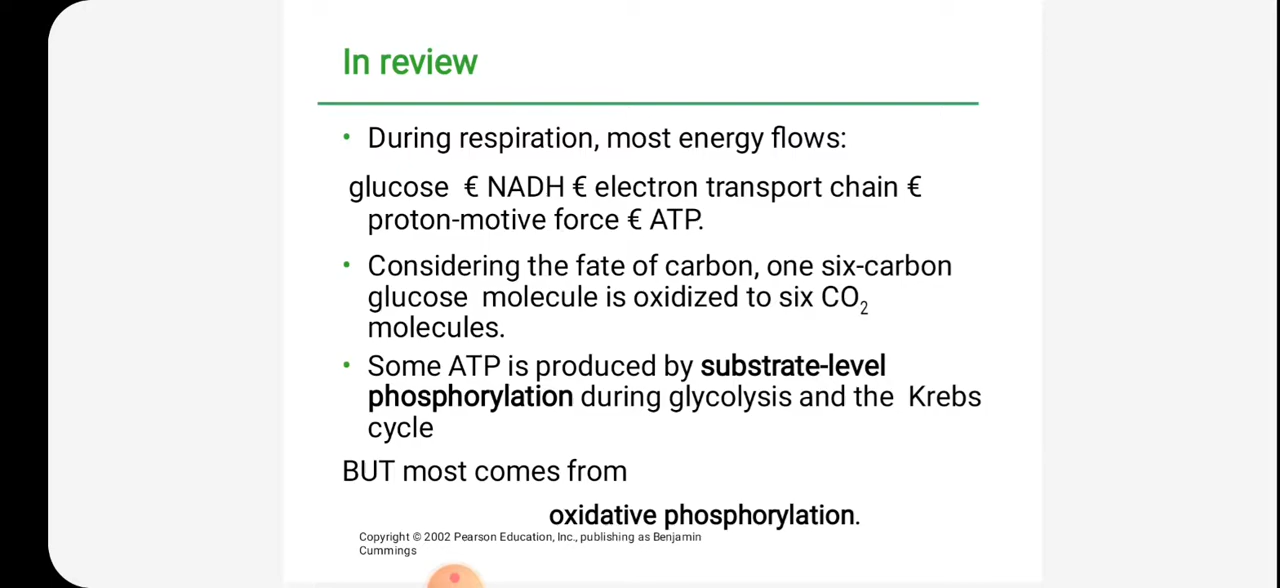 In review
• During respiration, most energy flows:
glucose € NADH € electron transport chain €
proton-motive force € ATP.
• Considering the fate of carbon, one six-carbon
glucose molecule is oxidized to six CO₂
molecules.
• Some ATP is produced by substrate-level
phosphorylation during glycolysis and the Krebs
cycle
BUT most comes from
oxidative phosphorylation.
Copyright © 2002 Pearson Education, Inc., publishing as Benjamin
Cummings